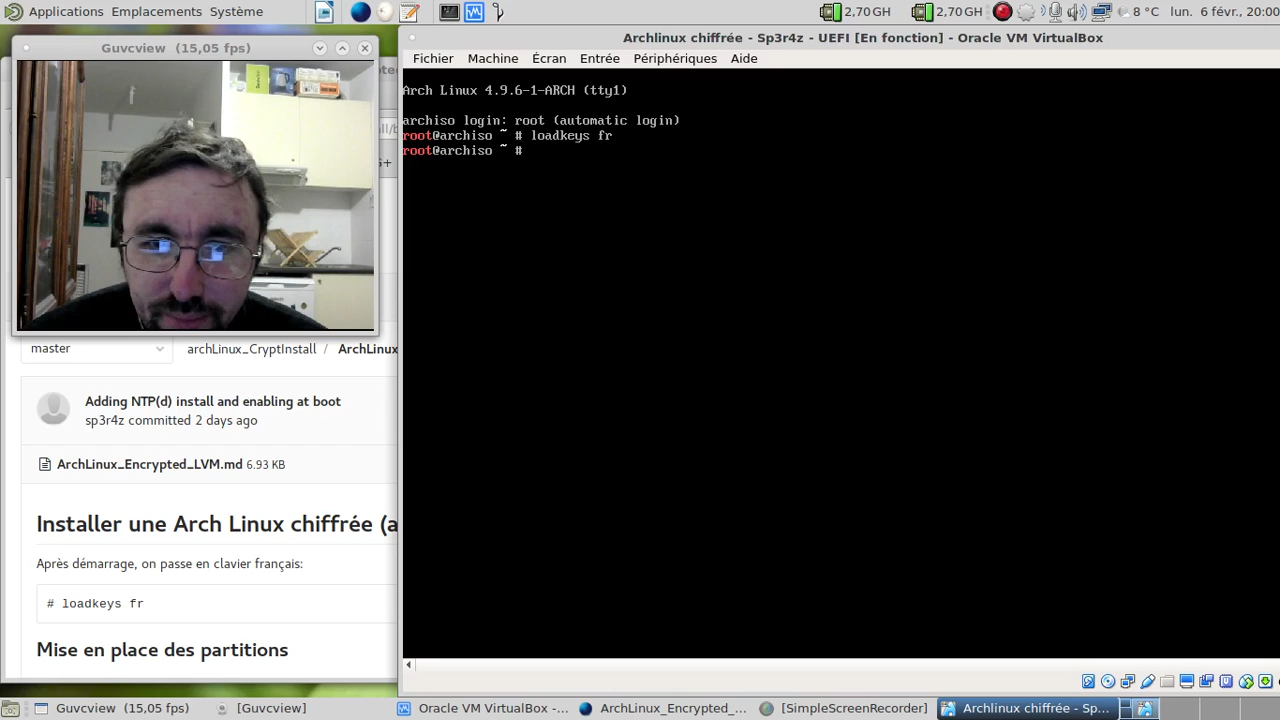 Applications Emplacements Système
2,70 GH
2,70 GH
8 °C
lun. 6 févr., 20:00
Guvcview (15,05 fps)
Archlinux chiffrée - Sp3r4z - UEFI [En fonction] - Oracle VM VirtualBox
Fichier Machine Écran Entrée Périphériques Aide
Arch Linux 4.9.6-1-ARCH (tty1)
archiso login: root (automatic login)
root@archiso ~ # loadkeys fr
root@archiso ~ #
master
archLinux_CryptInstall / ArchLinux
Adding NTP(d) install and enabling at boot
sp3r4z committed 2 days ago
ArchLinux_Encrypted_LVM.md 6.93 KB
Installer une Arch Linux chiffrée (a
Après démarrage, on passe en clavier français:
# loadkeys fr
Mise en place des partitions
Guvcview (15,05 fps)
[Guvcview]
Oracle VM VirtualBox -...
ArchLinux_Encrypted_...
[SimpleScreenRecorder]
Archlinux chiffrée - Sp...